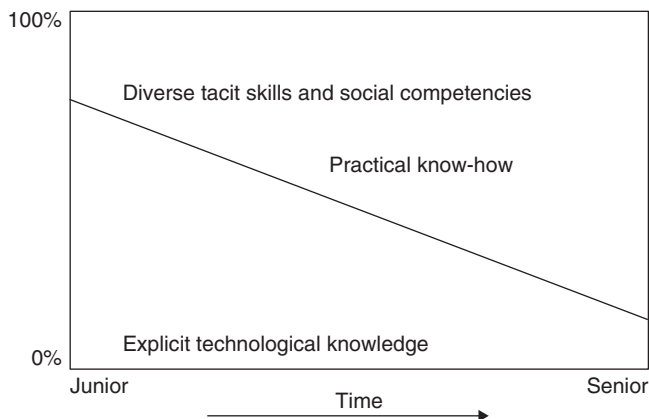 100%
Diverse tacit skills and social competencies
Practical know-how
Explicit technological knowledge
0%
Junior
Senior
Time